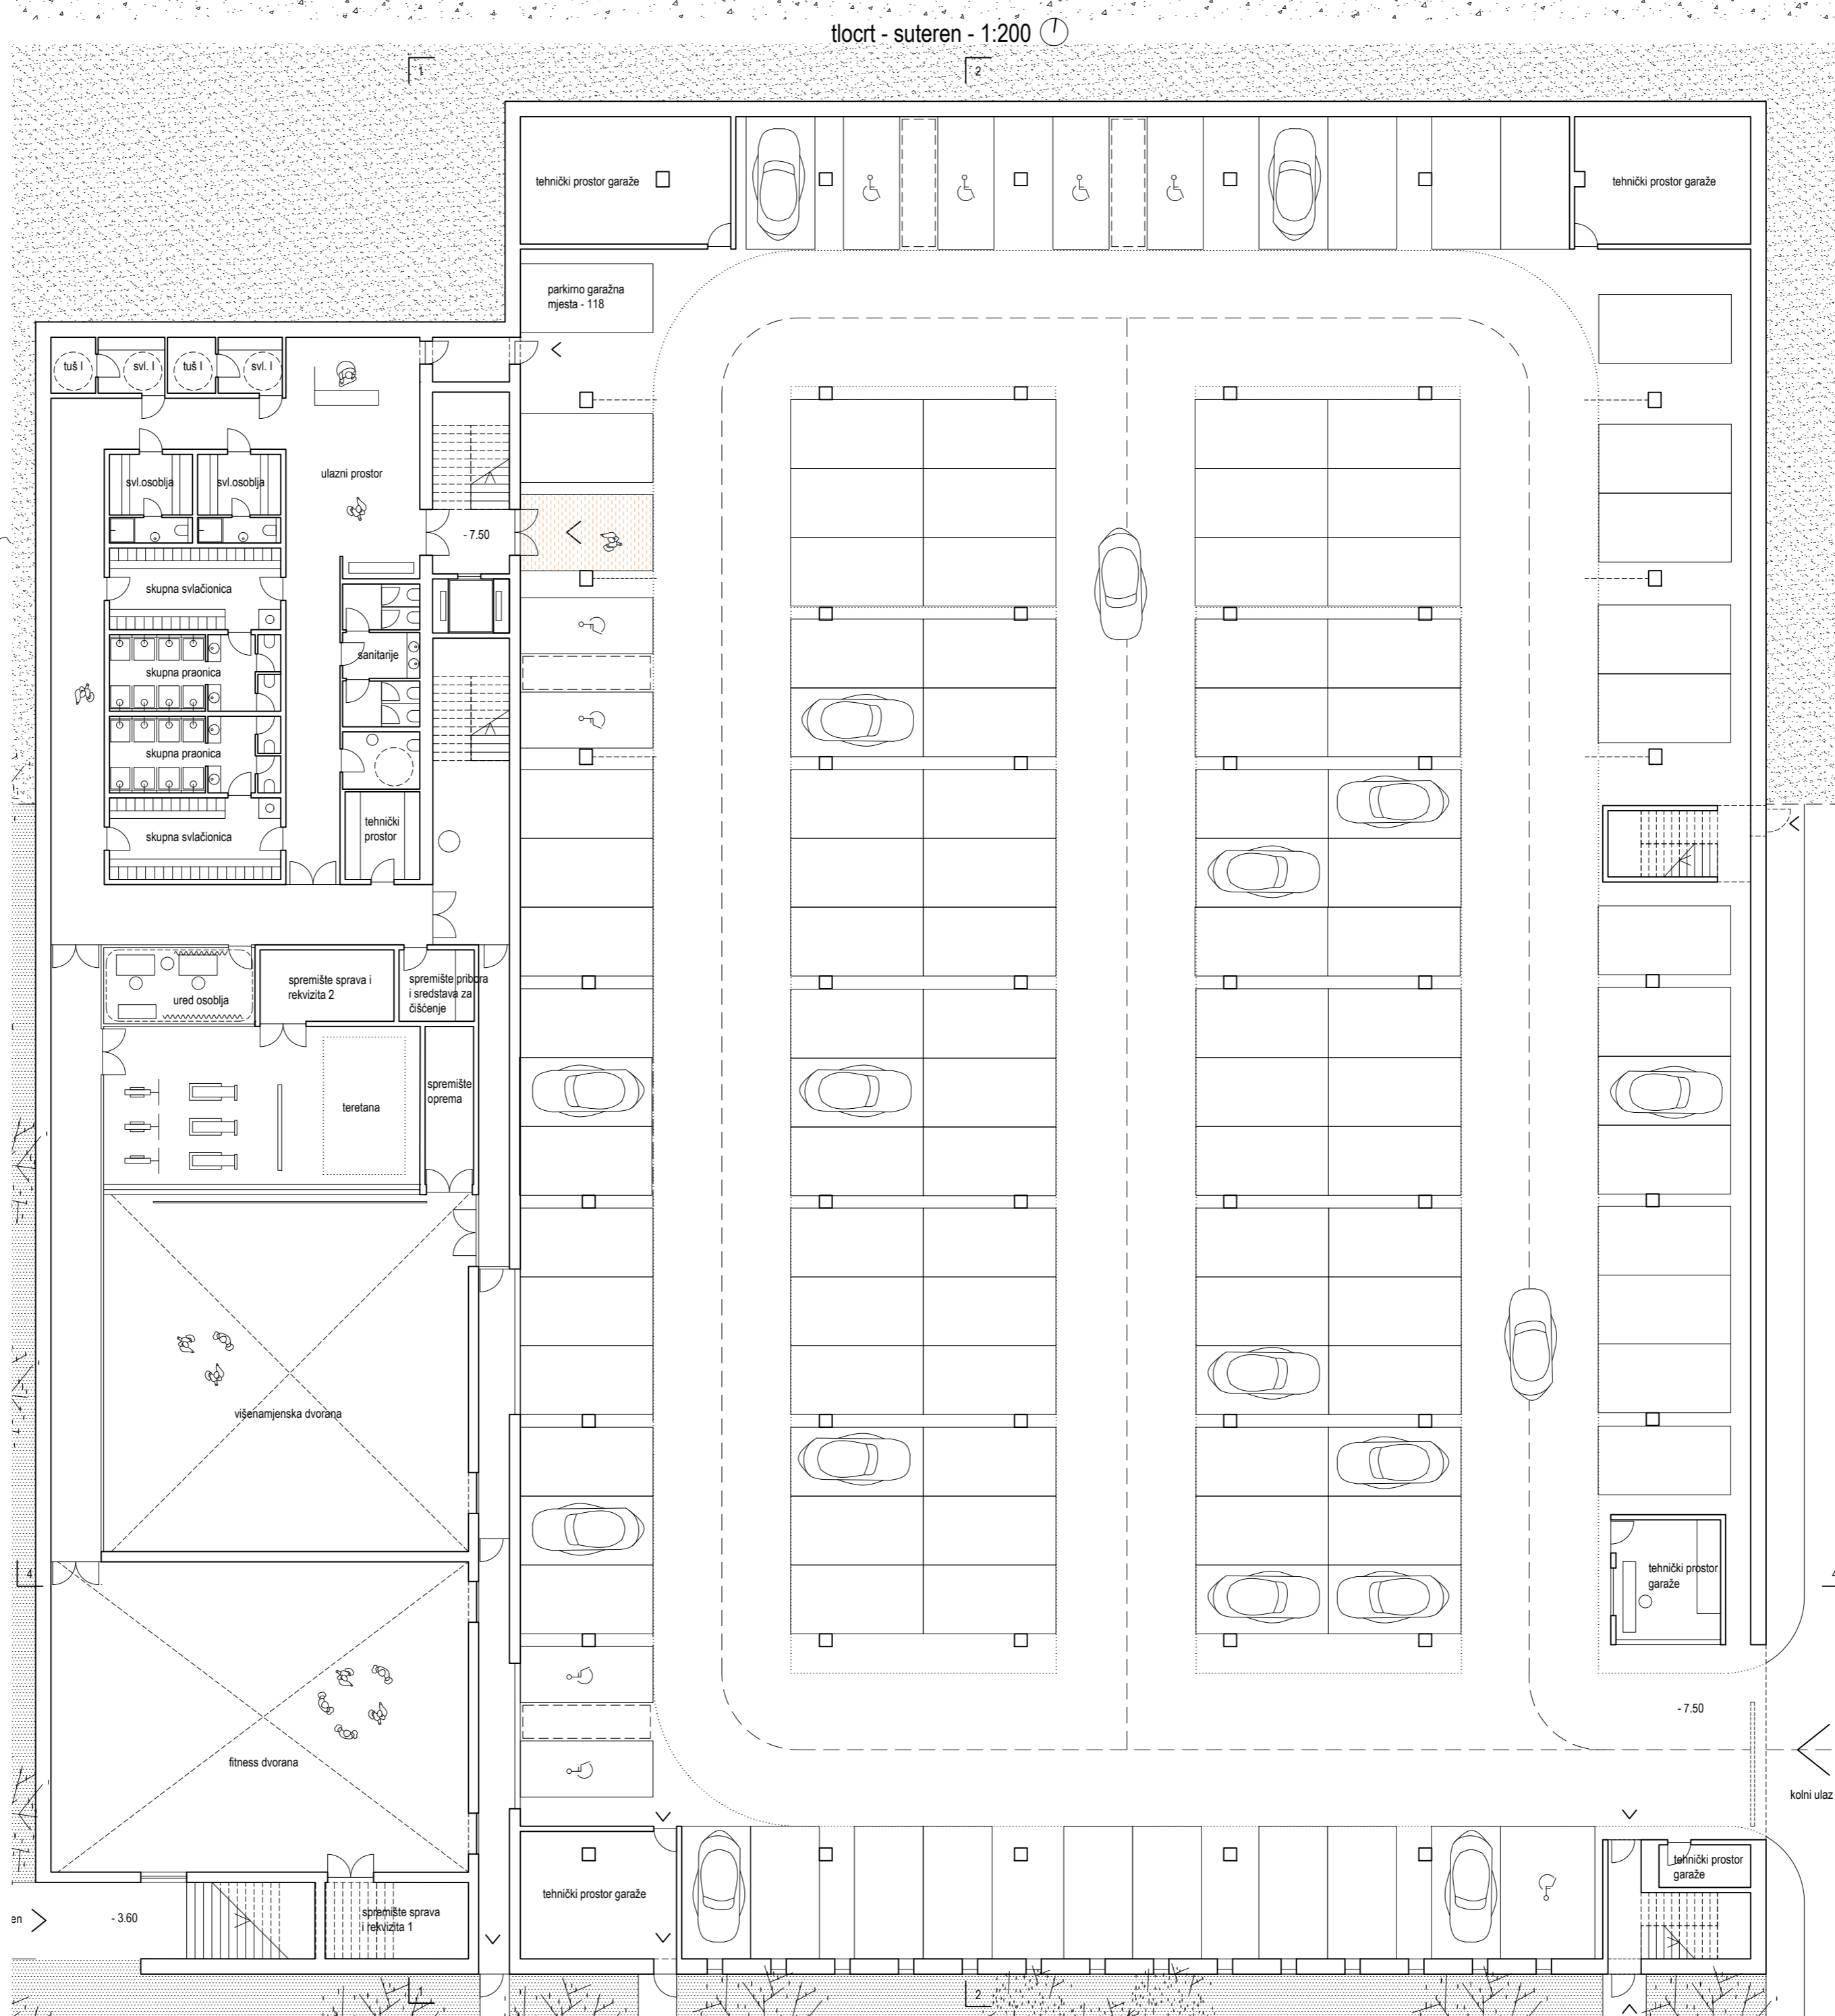 tlocrt - suteren - 1:200
1
2
tehnički prostor garaže
tehnički prostor garaže
parkirno garažna
mjesta - 118
tuš I
svl. I
tuš I
svl. I
ulazni prostor
svl.osoblja
svl.osoblja
- 7.50
skupna svlačionica
sanitarije
skupna praonica
skupna praonica
tehnički
prostor
skupna svlačionica
spremište sprava i
rekvizita 2
spremište pribora
i sredstava za
čišćenje
ured osoblja
spremište
oprema
teretana
višenamjenska dvorana
4
4
tehnički prostor
garaže
- 7.50
fitness dvorana
kolni ulaz
tehnički prostor
garaže
tehnički prostor garaže
en
- 3.60
spremište sprava
i rekvizita 1
1
2